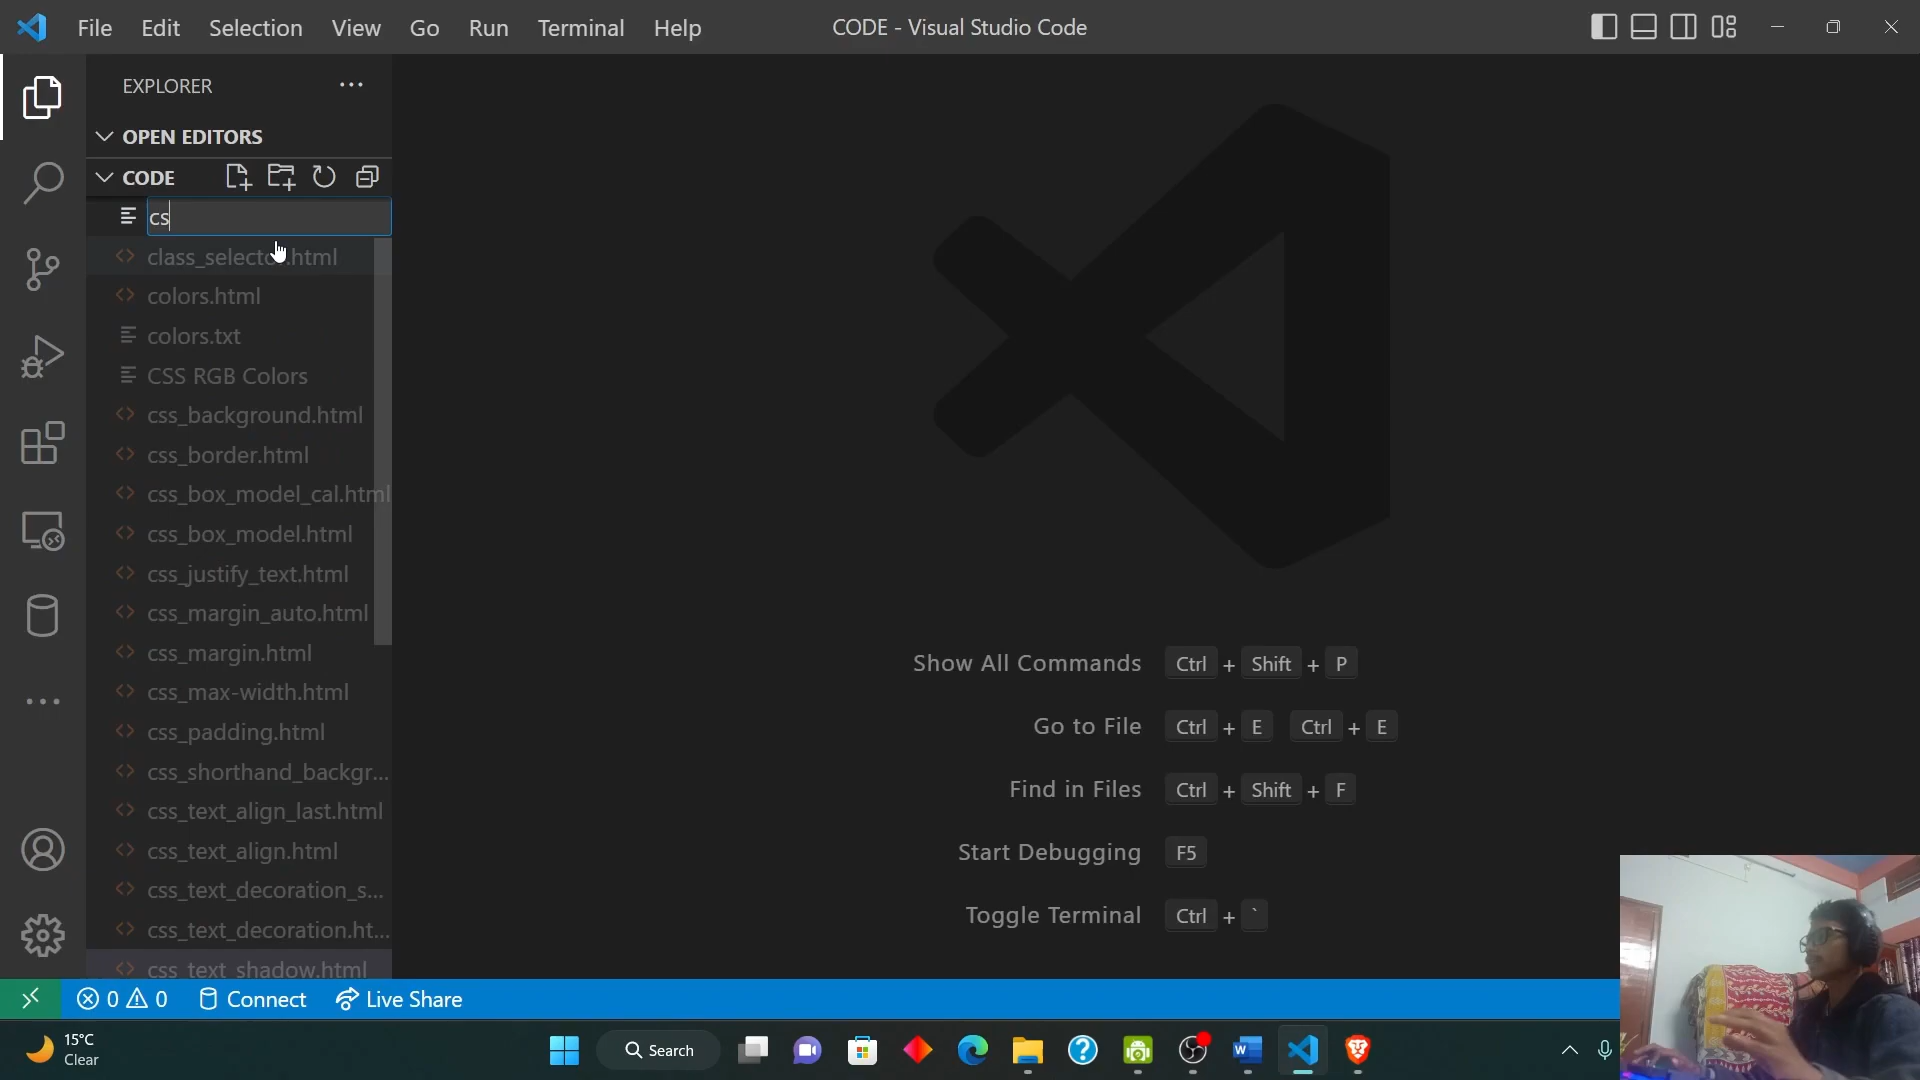 File Edit Selection View Go Run Terminal Help
CODE - Visual Studio Code
EXPLORER
OPEN EDITORS
CODE
cs
class_selector.html
colors.html
colors.txt
CSS RGB Colors
css_background.html
css_border.html
css_box_model_cal.html
css_box_model.html
css_justify_text.html
css_margin_auto.html
css_margin.html
css_max-width.html
css_padding.html
css_shorthand_backgr...
css_text_align_last.html
css_text_align.html
css_text_decoration_s...
css_text_decoration.ht...
css_text_shadow.html
Show All Commands Ctrl + Shift + P
Go to File Ctrl + E Ctrl + E
Find in Files Ctrl + Shift + F
Start Debugging F5
Toggle Terminal Ctrl + `
0 0 Connect Live Share
15°C
Clear
Search